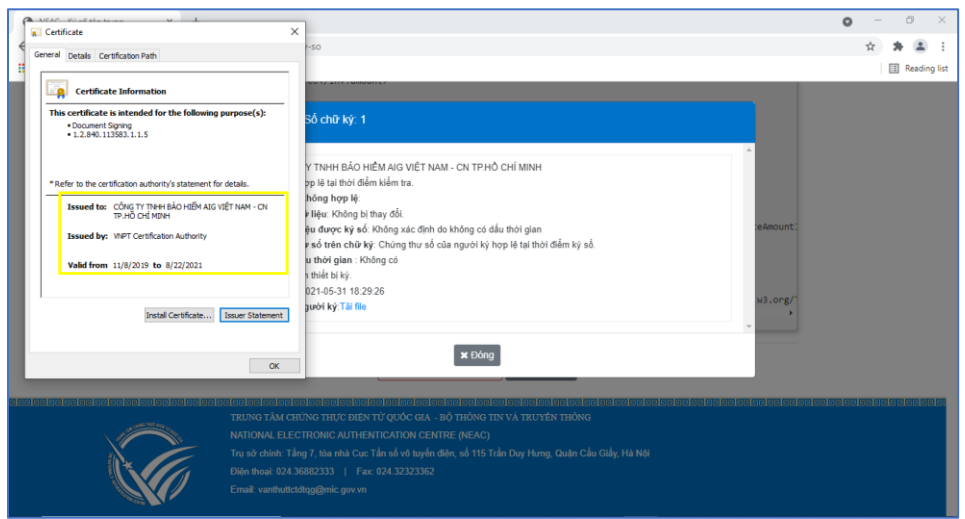 Certificate
General Details Certification Path
Certificate Information
This certificate is intended for the following purpose(s):
• Document Signing
• 1.2.840.113583.1.1.5
* Refer to the certification authority's statement for details.
Issued to: CÔNG TY TNHH BẢO HIỂM AIG VIỆT NAM - CN
TP.HỒ CHÍ MINH
Issued by: VNPT Certification Authority
Valid from 11/8/2019 to 8/22/2021
Install Certificate... Issuer Statement
OK
-so
Reading list
Số chữ ký: 1
Y TNHH BẢO HIỂM AIG VIỆT NAM - CN TP.HỒ CHÍ MINH
ợp lệ tại thời điểm kiểm tra.
hông hợp lệ:
liệu: Không bị thay đổi.
ệu được ký số: Không xác định do không có dấu thời gian
số trên chữ ký: Chứng thư số của người ký hợp lệ tại thời điểm ký số.
u thời gian : Không có
thiết bị ký.
021-05-31 18:29:26
gười ký:Tải file
eAmount:
w3.org/
✖ Đóng
TRUNG TÂM CHỨNG THỰC ĐIỆN TỬ QUỐC GIA - BỘ THÔNG TIN VÀ TRUYỀN THÔNG
NATIONAL ELECTRONIC AUTHENTICATION CENTRE (NEAC)
Trụ sở chính: Tầng 7, tòa nhà Cục Tần số vô tuyến điện, số 115 Trần Duy Hưng, Quận Cầu Giấy, Hà Nội
Điện thoại: 024.36882333 | Fax: 024.32323362
Email: vanthuttctdtqg@mic.gov.vn